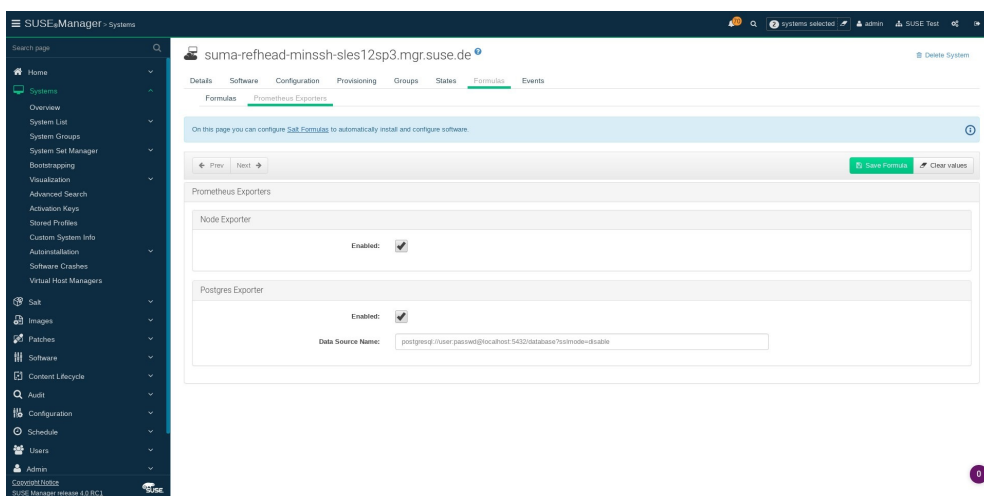 SUSE Manager > Systems
20
2 systems selected
admin
SUSE Test
Search page
Home
Systems
Overview
System List
System Groups
System Set Manager
Bootstrapping
Visualization
Advanced Search
Activation Keys
Stored Profiles
Custom System Info
Autoinstallation
Software Crashes
Virtual Host Managers
Salt
Images
Patches
Software
Content Lifecycle
Audit
Configuration
Schedule
Users
Admin
Copyright Notice
SUSE Manager release 4.0 RC1
SUSE
suma-refhead-minssh-sles12sp3.mgr.suse.de ?
Delete System
Details Software Configuration Provisioning Groups States Formulas Events
Formulas Prometheus Exporters
On this page you can configure Salt Formulas to automatically install and configure software.
Prev Next
Save Formula Clear values
Prometheus Exporters
Node Exporter
Enabled:
Postgres Exporter
Enabled:
Data Source Name: postgresql://user:passwd@localhost:5432/database?sslmode=disable
0